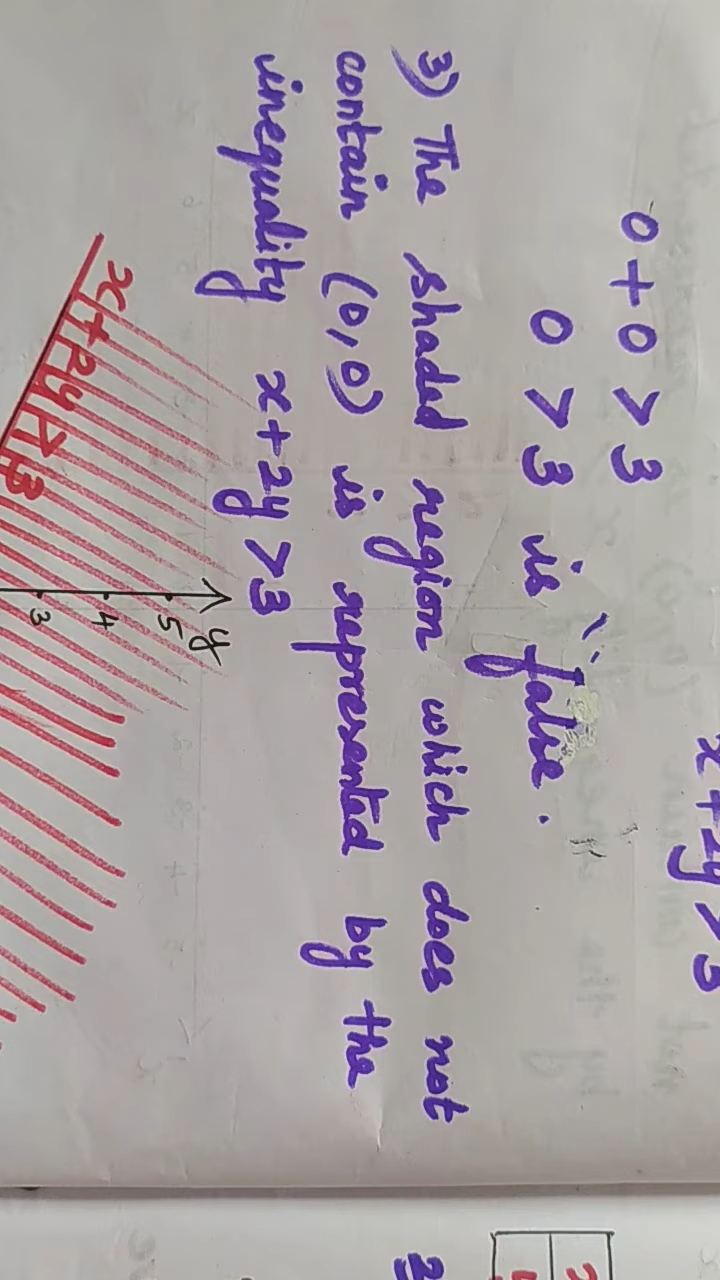 x + 2y > 3
0 + 0 > 3
0 > 3 is "false.
3) The shaded region which does not
contain (0,0) is represented by the
inequality x + 2y > 3
y
5
4
3
x + 2y > 3